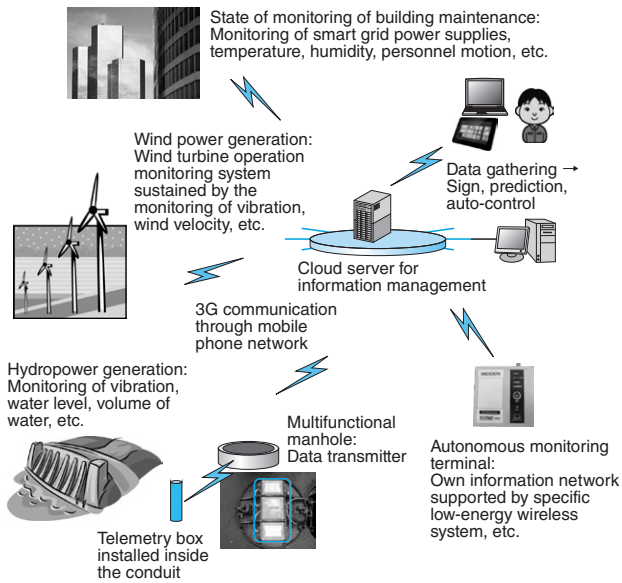 State of monitoring of building maintenance:
Monitoring of smart grid power supplies,
temperature, humidity, personnel motion, etc.
Wind power generation:
Wind turbine operation
monitoring system
sustained by the
monitoring of vibration,
wind velocity, etc.
Data gathering →
Sign, prediction,
auto-control
Cloud server for
information management
3G communication
through mobile
phone network
Hydropower generation:
Monitoring of vibration,
water level, volume of
water, etc.
Multifunctional
manhole:
Data transmitter
Autonomous monitoring
terminal:
Own information network
supported by specific
low-energy wireless
system, etc.
Telemetry box
installed inside
the conduit